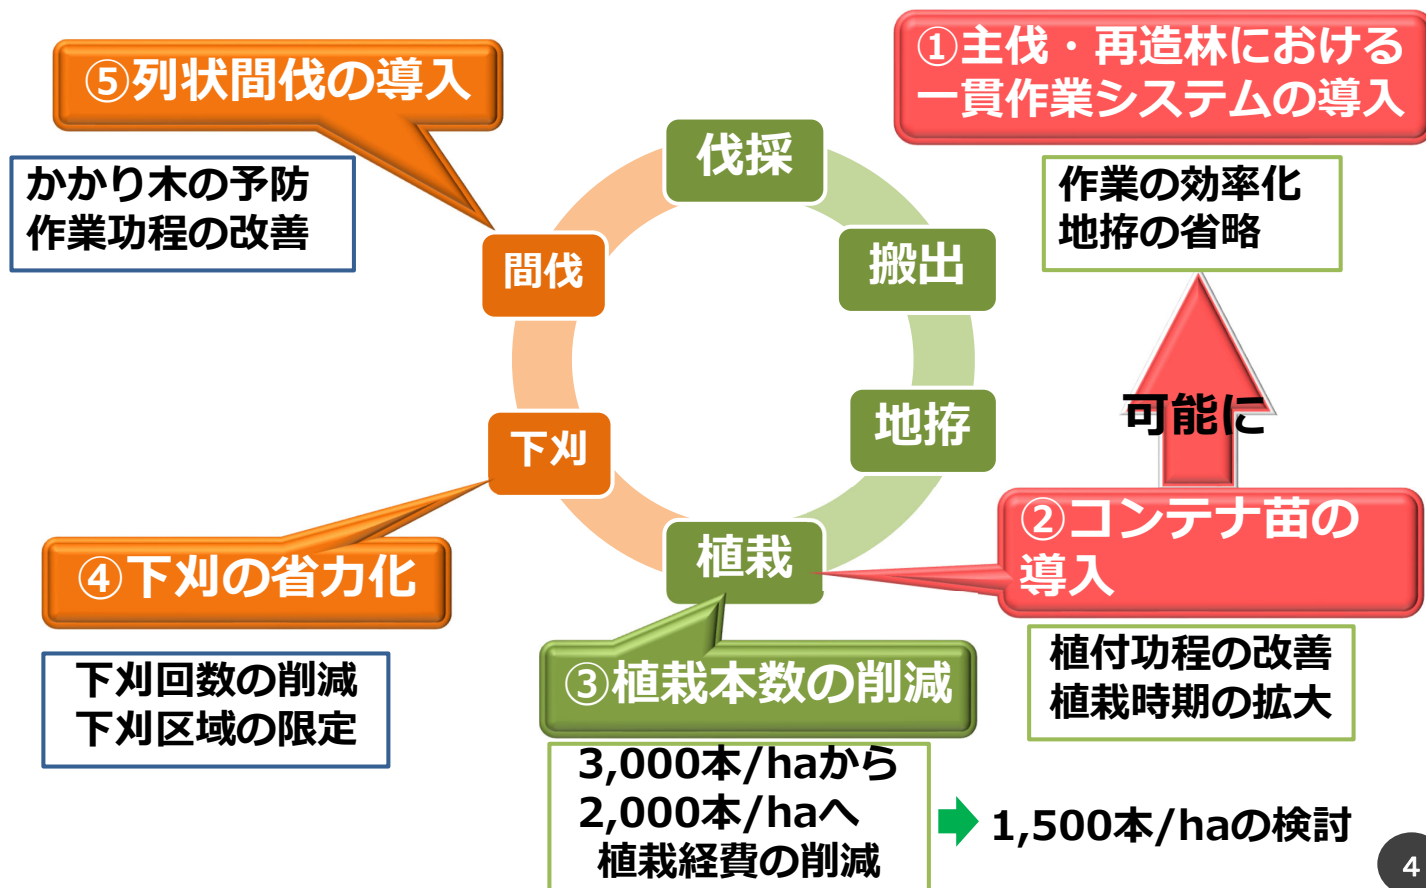 ①主伐・再造林における
一貫作業システムの導入
作業の効率化
地拵の省略
可能に
②コンテナ苗の
導入
植付功程の改善
植栽時期の拡大
③植栽本数の削減
3,000本/haから
2,000本/haへ
植栽経費の削減
1,500本/haの検討
④下刈の省力化
下刈回数の削減
下刈区域の限定
⑤列状間伐の導入
かかり木の予防
作業功程の改善
伐採
搬出
地拵
植栽
下刈
間伐
4